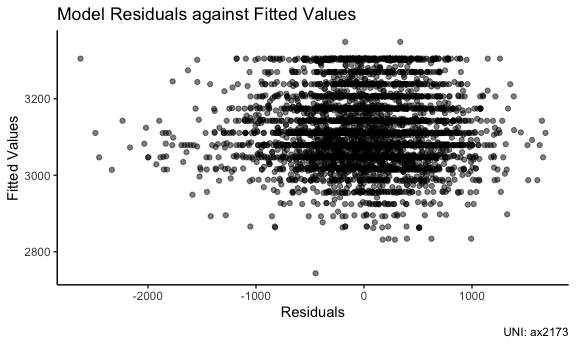 Model Residuals against Fitted Values
Fitted Values
3200
3000
2800
-2000
-1000
0
1000
Residuals
UNI: ax2173